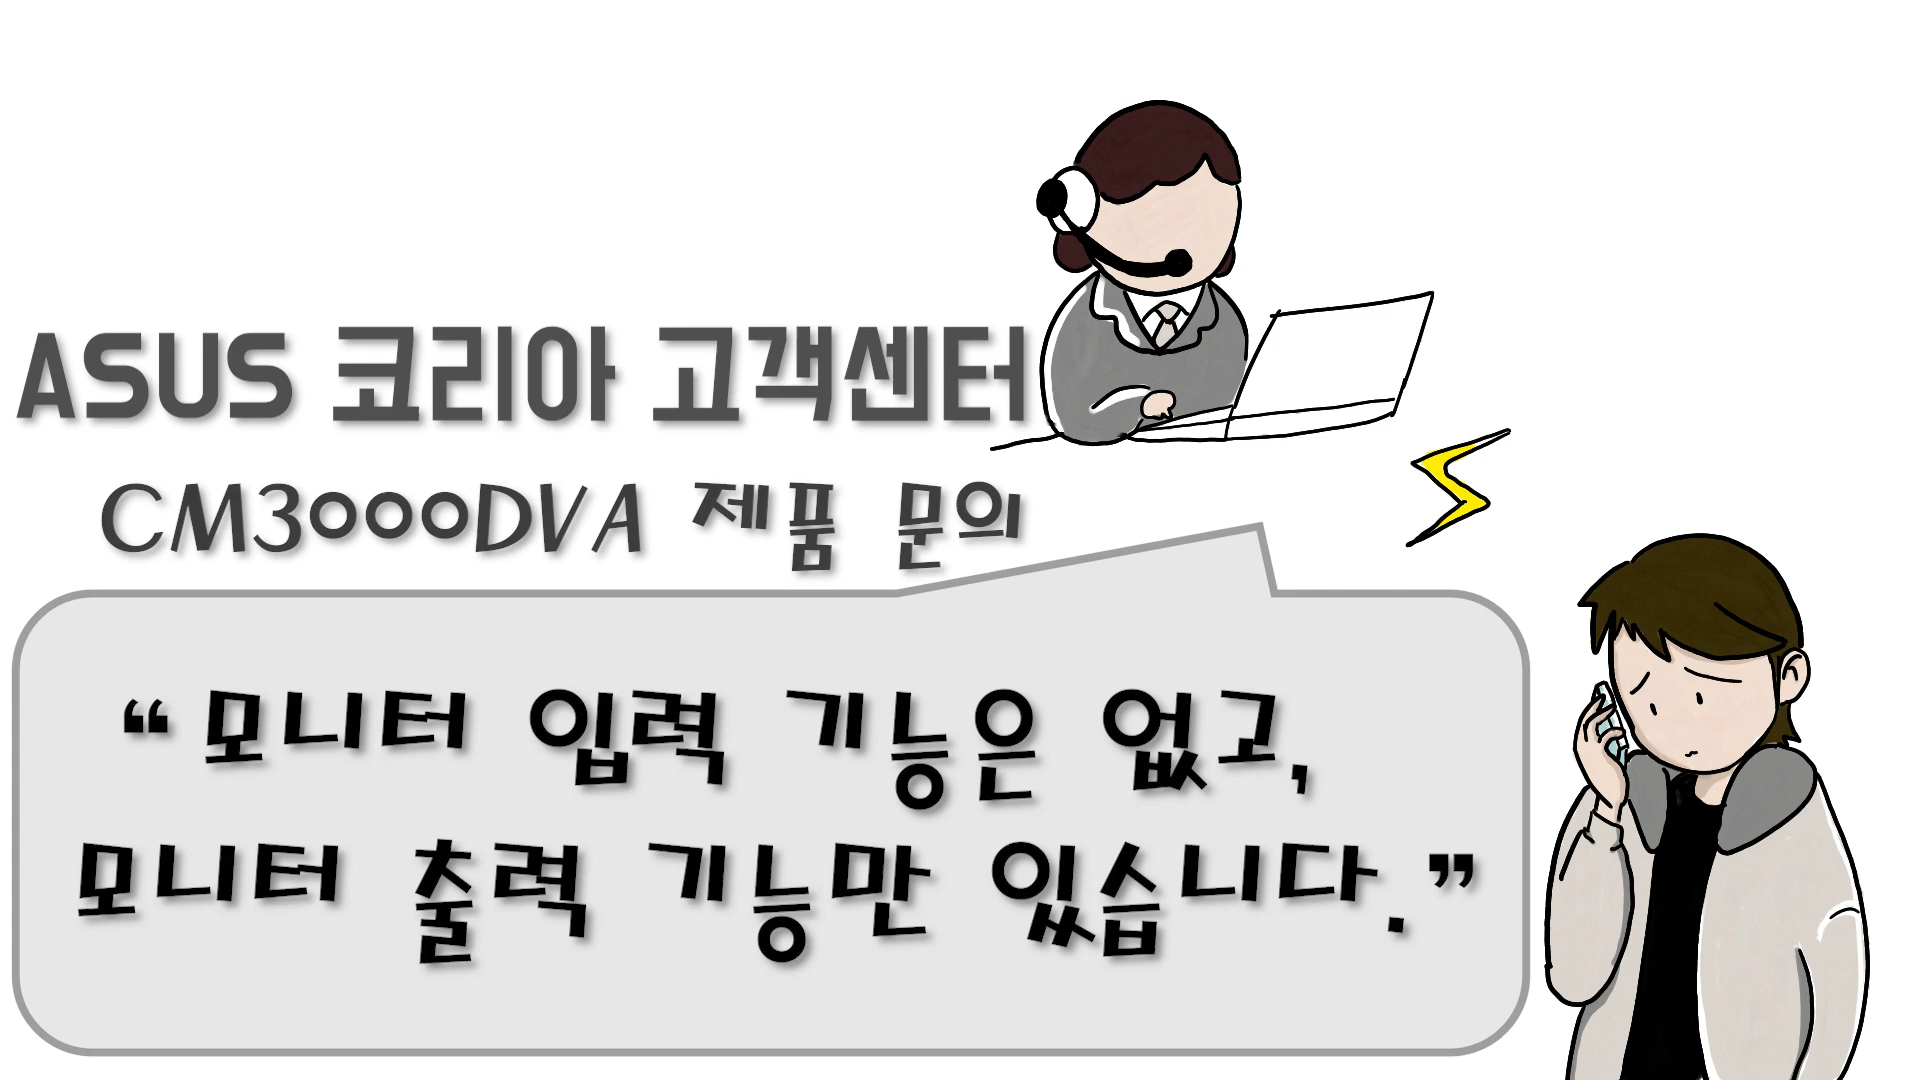 ASUS 코리아 고객센터
CM3000DVA 제품 문의
“모니터 입력 기능은 없고,
모니터 출력 기능만 있습니다.”